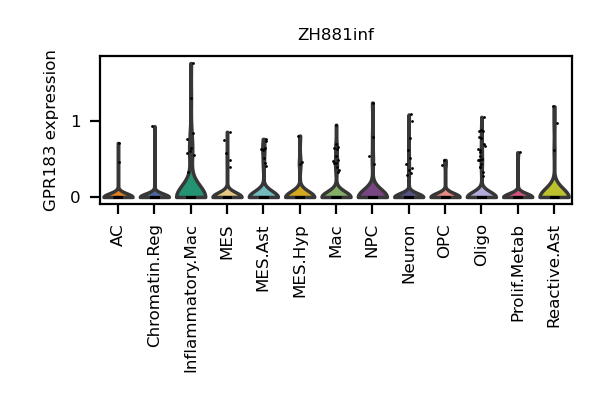 ZH881inf
GPR183 expression
1
0
AC
Chromatin.Reg
Inflammatory.Mac
MES
MES.Ast
MES.Hyp
Mac
NPC
Neuron
OPC
Oligo
Prolif.Metab
Reactive.Ast